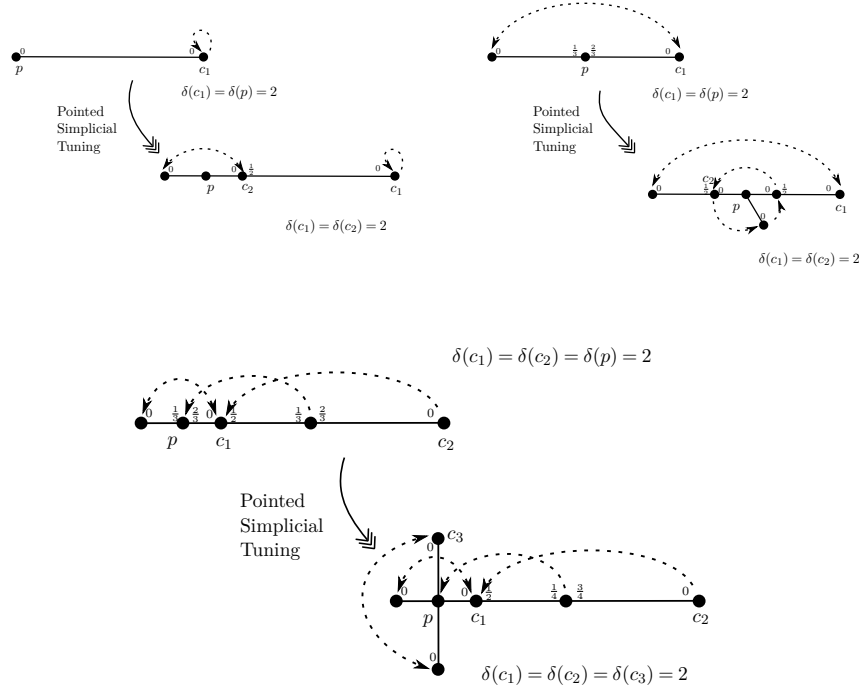 0 0
p c₁
δ(c₁) = δ(p) = 2
Pointed
Simplicial
Tuning
0 0 1/2 0
p c₂ c₁
δ(c₁) = δ(c₂) = 2
0 1/3 2/3 0
p c₁
δ(c₁) = δ(p) = 2
Pointed
Simplicial
Tuning
c₂
0 0 0 0
p c₁
0
δ(c₁) = δ(c₂) = 2
δ(c₁) = δ(c₂) = δ(p) = 2
0 1/3 2/3 0 1/2 1/3 2/3 0
p c₁ c₂
Pointed
Simplicial
Tuning
c₃
0
0 0 1/2 1/4 3/4 0
p c₁ c₂
0
δ(c₁) = δ(c₂) = δ(c₃) = 2